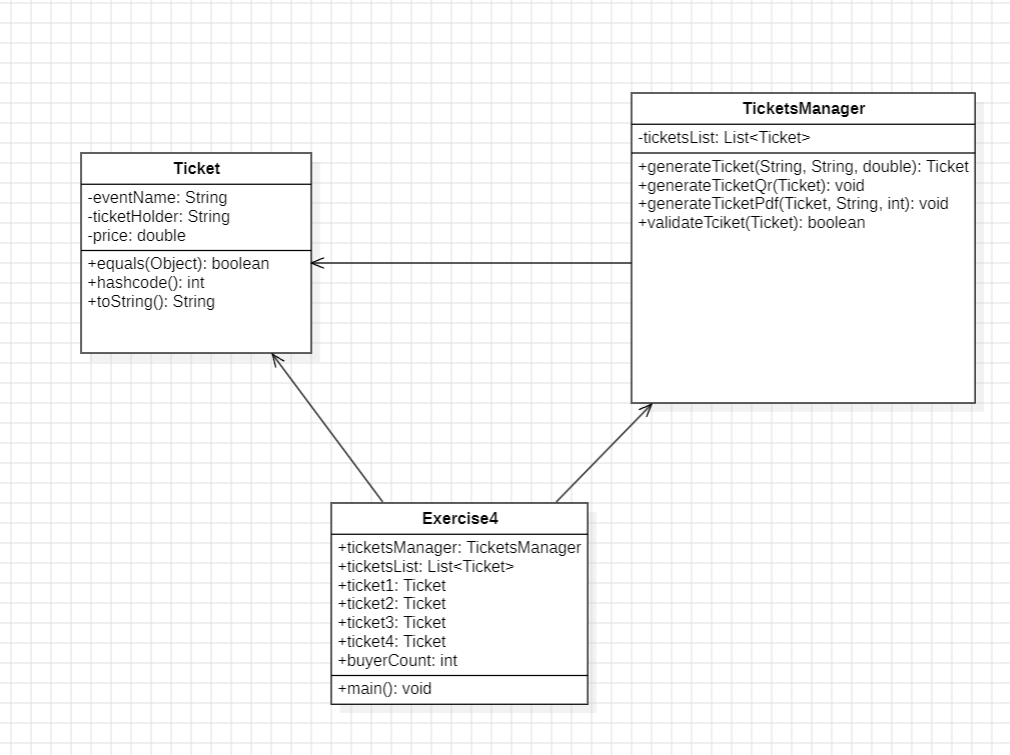 Ticket
-eventName: String
-ticketHolder: String
-price: double
+equals(Object): boolean
+hashcode(): int
+toString(): String
TicketsManager
-ticketsList: List<Ticket>
+generateTicket(String, String, double): Ticket
+generateTicketQr(Ticket): void
+generateTicketPdf(Ticket, String, int): void
+validateTciket(Ticket): boolean
Exercise4
+ticketsManager: TicketsManager
+ticketsList: List<Ticket>
+ticket1: Ticket
+ticket2: Ticket
+ticket3: Ticket
+ticket4: Ticket
+buyerCount: int
+main(): void